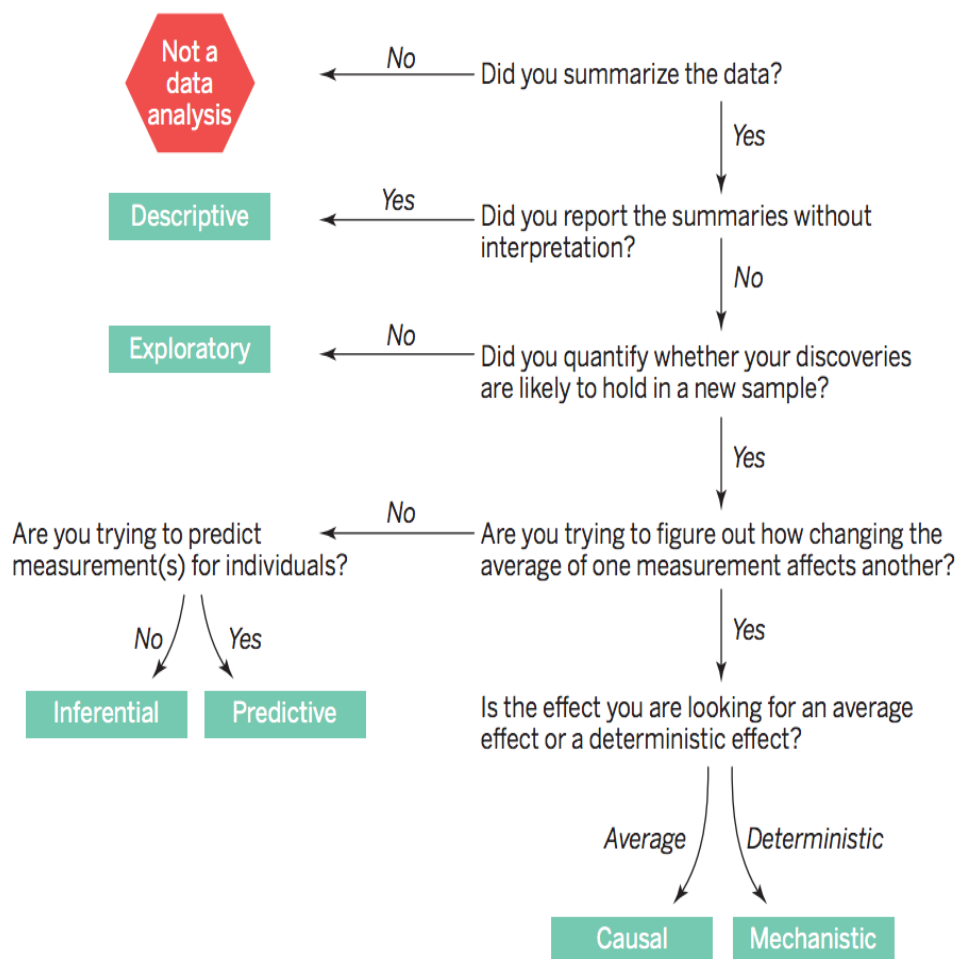 Not a
data
analysis
No
Did you summarize the data?
Yes
Descriptive
Yes
Did you report the summaries without
interpretation?
No
Exploratory
No
Did you quantify whether your discoveries
are likely to hold in a new sample?
Yes
Are you trying to predict
measurement(s) for individuals?
No
Are you trying to figure out how changing the
average of one measurement affects another?
No
Yes
Yes
Inferential
Predictive
Is the effect you are looking for an average
effect or a deterministic effect?
Average
Deterministic
Causal
Mechanistic